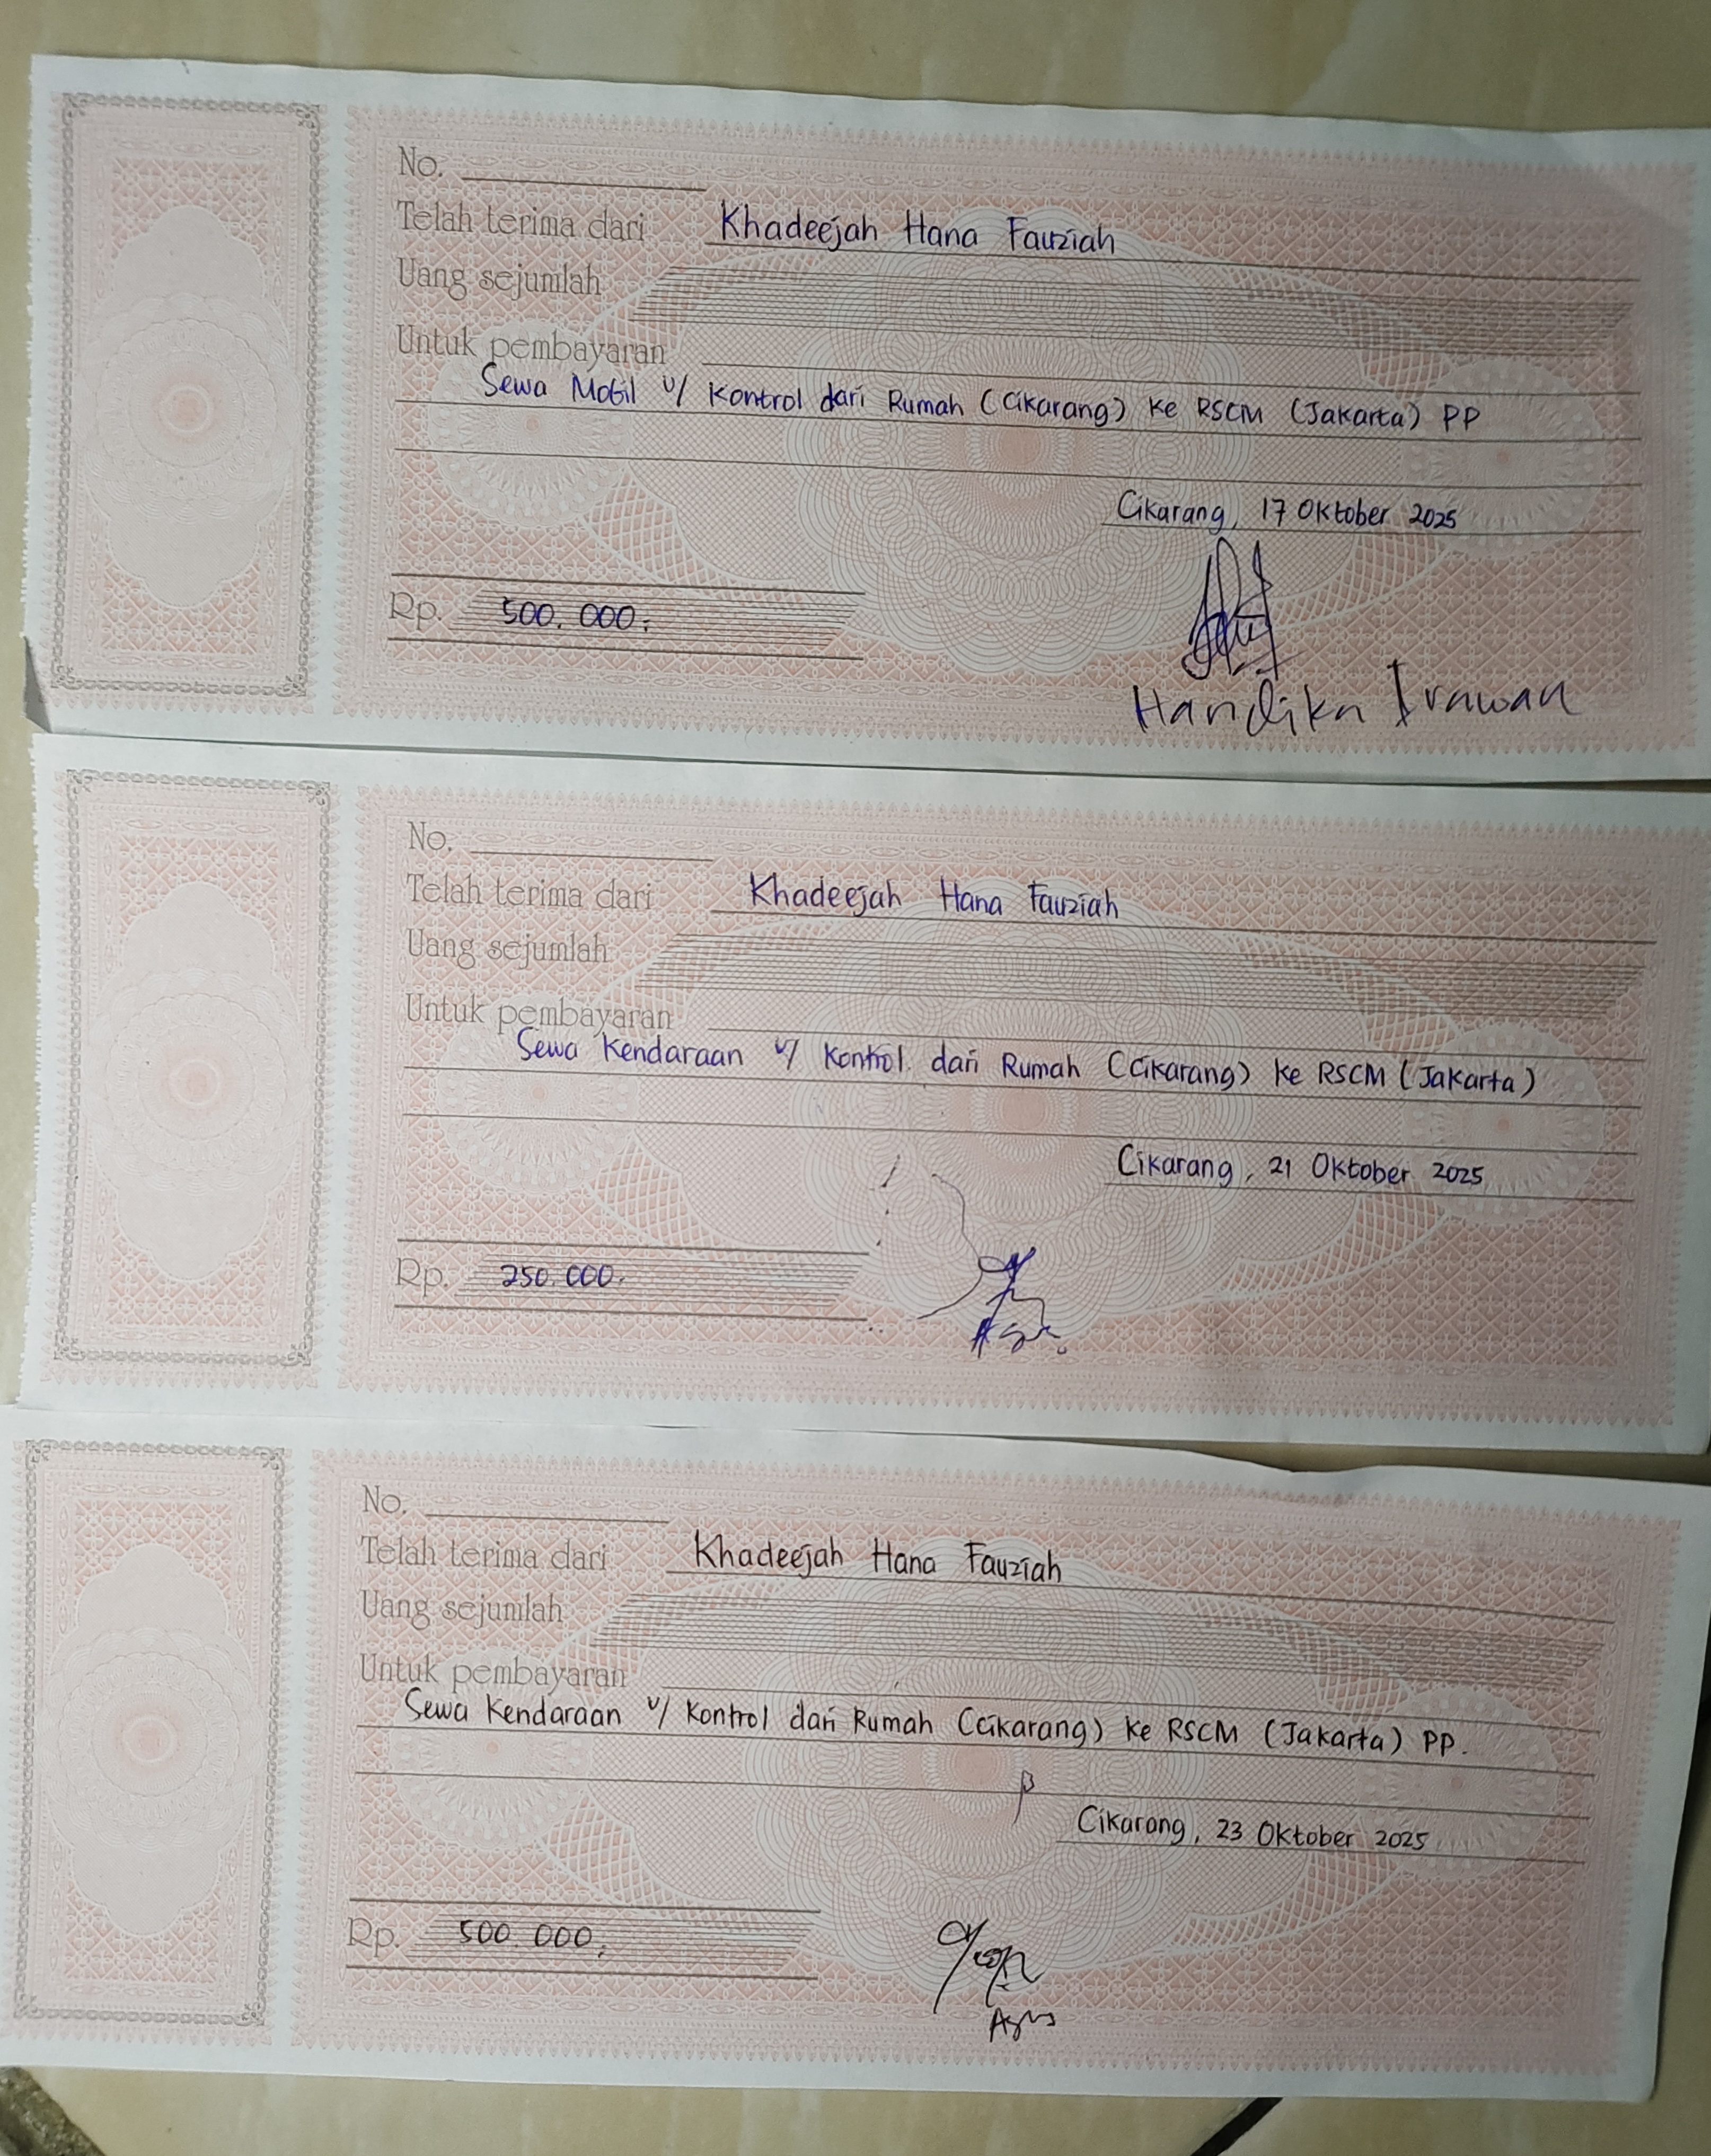 No.
Telah terima dari Khadeejah Hana Fauziah
Uang sejumlah
Untuk pembayaran
Sewa Mobil u/ Kontrol dari Rumah (Cikarang) ke RSCM (Jakarta) PP
Cikarang, 17 Oktober 2025
Rp. 500.000,-
Handika Irawan
No.
Telah terima dari Khadeejah Hana Fauziah
Uang sejumlah
Untuk pembayaran
Sewa Kendaraan u/ Kontrol dari Rumah (Cikarang) ke RSCM (Jakarta)
Cikarang, 21 Oktober 2025
Rp. 250.000,-
No.
Telah terima dari Khadeejah Hana Fauziah
Uang sejumlah
Untuk pembayaran
Sewa Kendaraan u/ Kontrol dari Rumah (Cikarang) ke RSCM (Jakarta) PP.
Cikarang, 23 Oktober 2025
Rp. 500.000,-
Agus